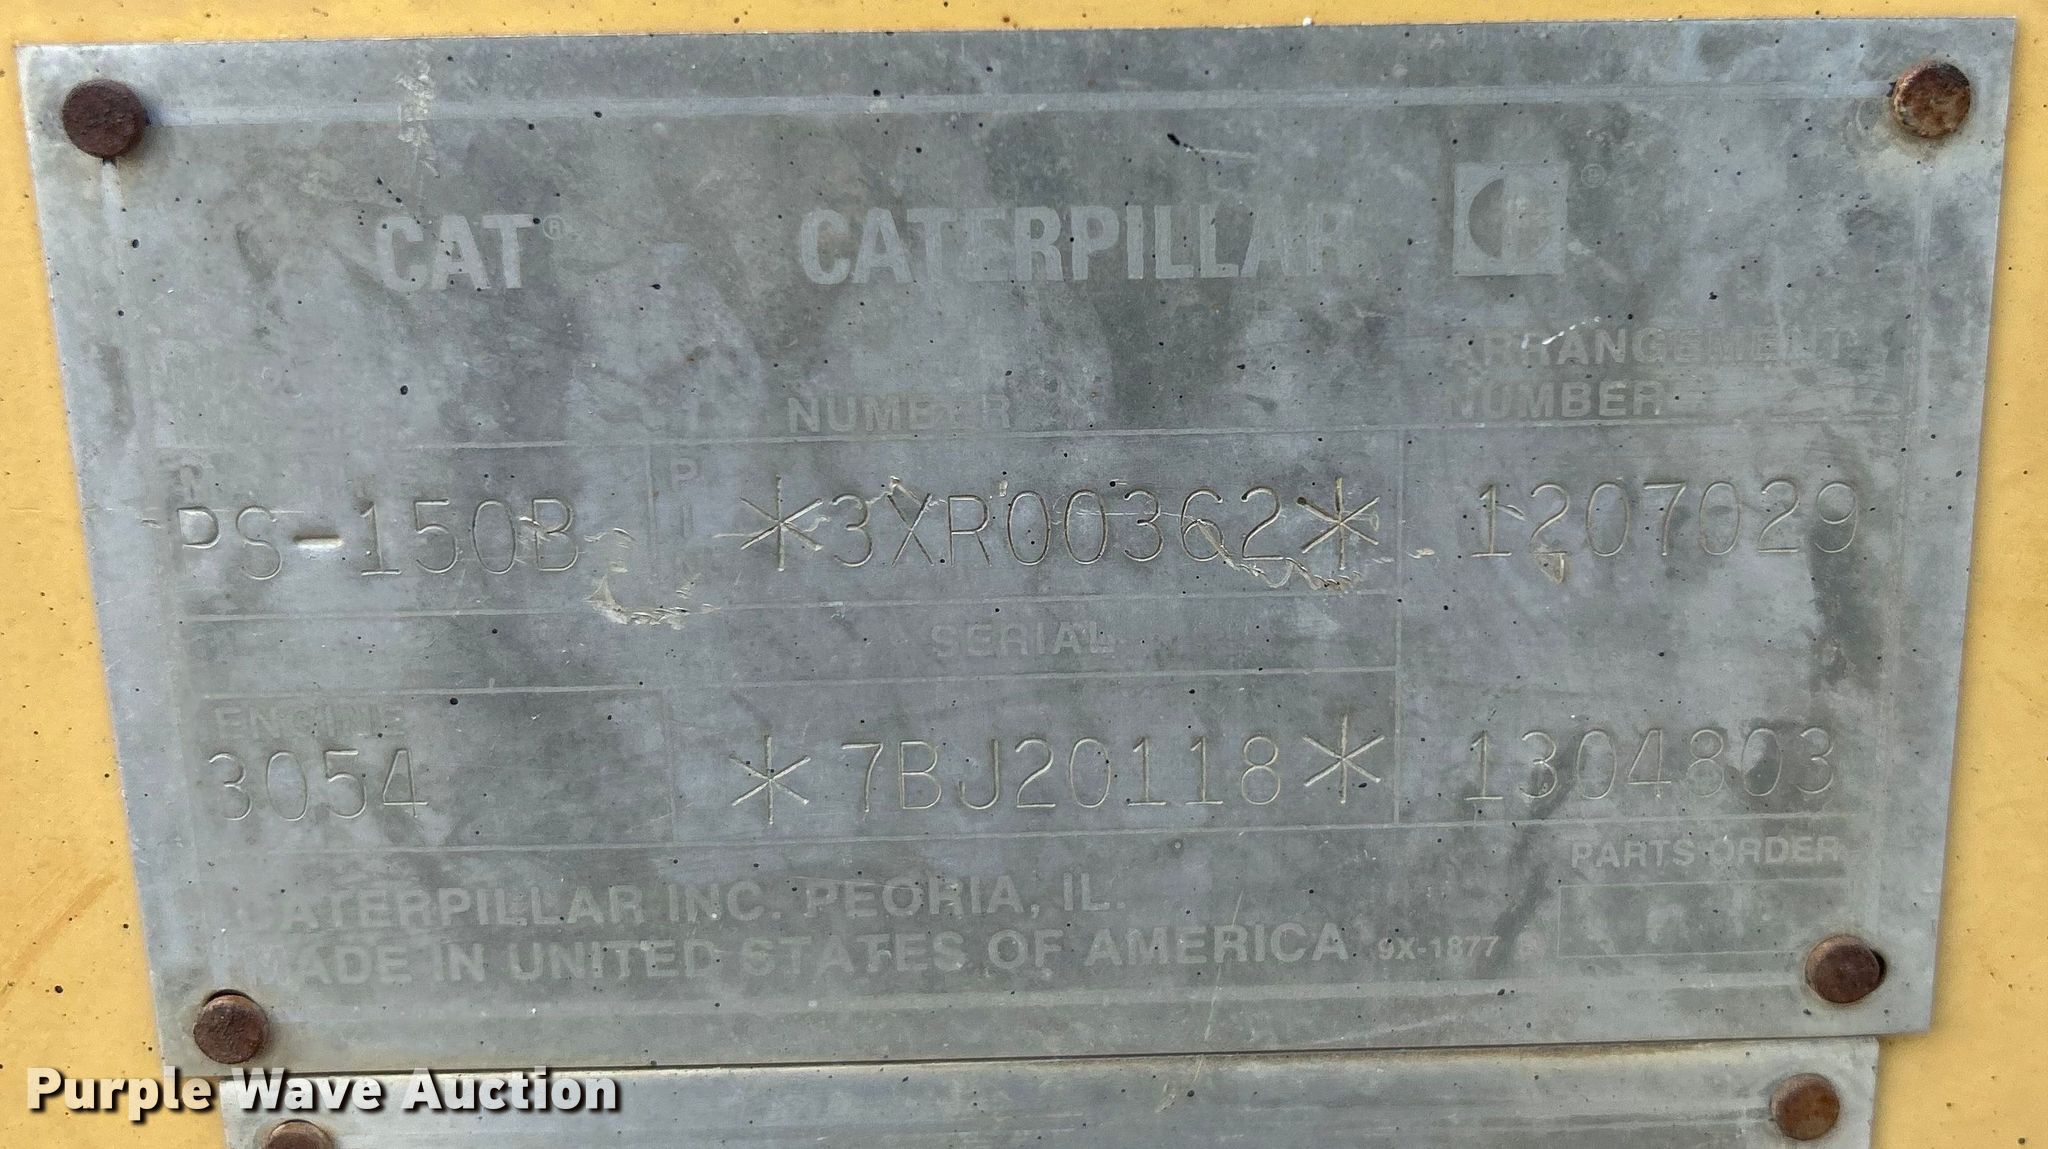 CAT® CATERPILLAR ®
ARRANGEMENT
NUMBER NUMBER
PS-150B PIN *3XR00362* 1207029
SERIAL
ENGINE
3054 *7BJ20118* 1304803
PARTS ORDER
CATERPILLAR INC. PEORIA, IL.
MADE IN UNITED STATES OF AMERICA 9X-1877
Purple Wave Auction